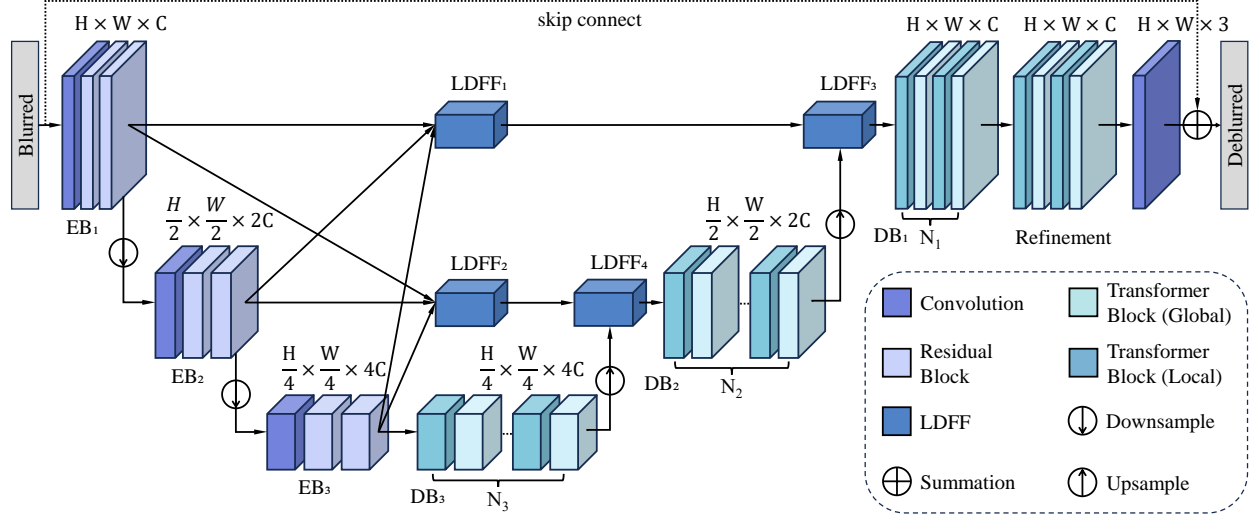 skip connect
H × W × C
H × W × C
H × W × C
H × W × 3
Blurred
LDFF₁
LDFF₃
Deblurred
EB₁
H/2 × W/2 × 2C
H/2 × W/2 × 2C
DB₁
N₁
Refinement
LDFF₂
LDFF₄
EB₂
H/4 × W/4 × 4C
H/4 × W/4 × 4C
DB₂
N₂
EB₃
DB₃
N₃
Convolution
Transformer
Block (Global)
Residual
Block
Transformer
Block (Local)
LDFF
Downsample
Summation
Upsample